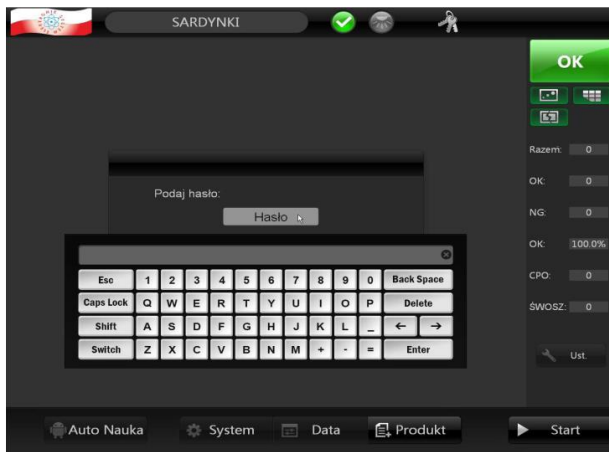 SARDYNKI
OK
Razem: 0
OK: 0
NG: 0
OK: 100.0%
CPO: 0
ŚWOSZ: 0
Ust.
Podaj hasło:
Hasło
Esc 1 2 3 4 5 6 7 8 9 0 Back Space
Caps Lock Q W E R T Y U I O P Delete
Shift A S D F G H J K L _ ← →
Switch Z X C V B N M + - = Enter
Auto Nauka System Data Produkt Start